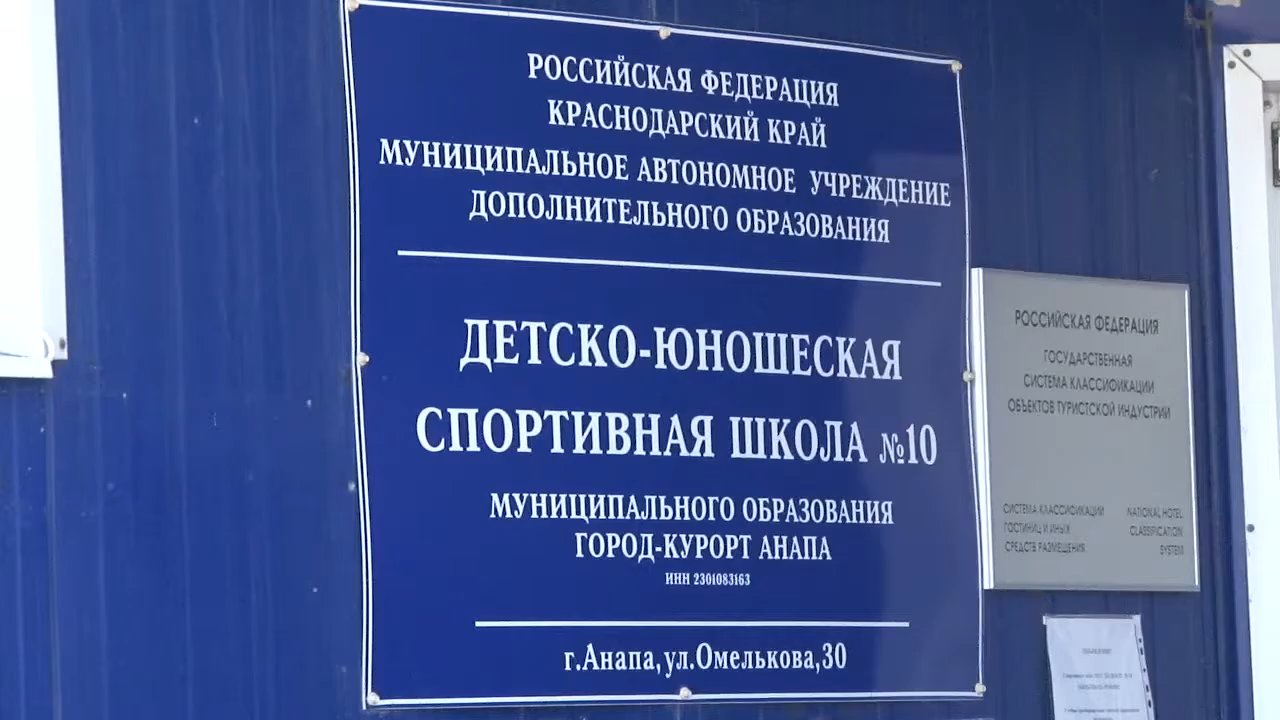 РОССИЙСКАЯ ФЕДЕРАЦИЯ
КРАСНОДАРСКИЙ КРАЙ
МУНИЦИПАЛЬНОЕ АВТОНОМНОЕ УЧРЕЖДЕНИЕ
ДОПОЛНИТЕЛЬНОГО ОБРАЗОВАНИЯ
ДЕТСКО-ЮНОШЕСКАЯ
СПОРТИВНАЯ ШКОЛА №10
МУНИЦИПАЛЬНОГО ОБРАЗОВАНИЯ
ГОРОД-КУРОРТ АНАПА
ИНН 2301083163
г.Анапа,ул.Омелькова,30
РОССИЙСКАЯ ФЕДЕРАЦИЯ
ГОСУДАРСТВЕННАЯ
СИСТЕМА КЛАССИФИКАЦИИ
ОБЪЕКТОВ ТУРИСТСКОЙ ИНДУСТРИИ
СИСТЕМА КЛАССИФИКАЦИИ
ГОСТИНИЦ И ИНЫХ
СРЕДСТВ РАЗМЕЩЕНИЯ
NATIONAL HOTEL
CLASSIFICATION
SYSTEM